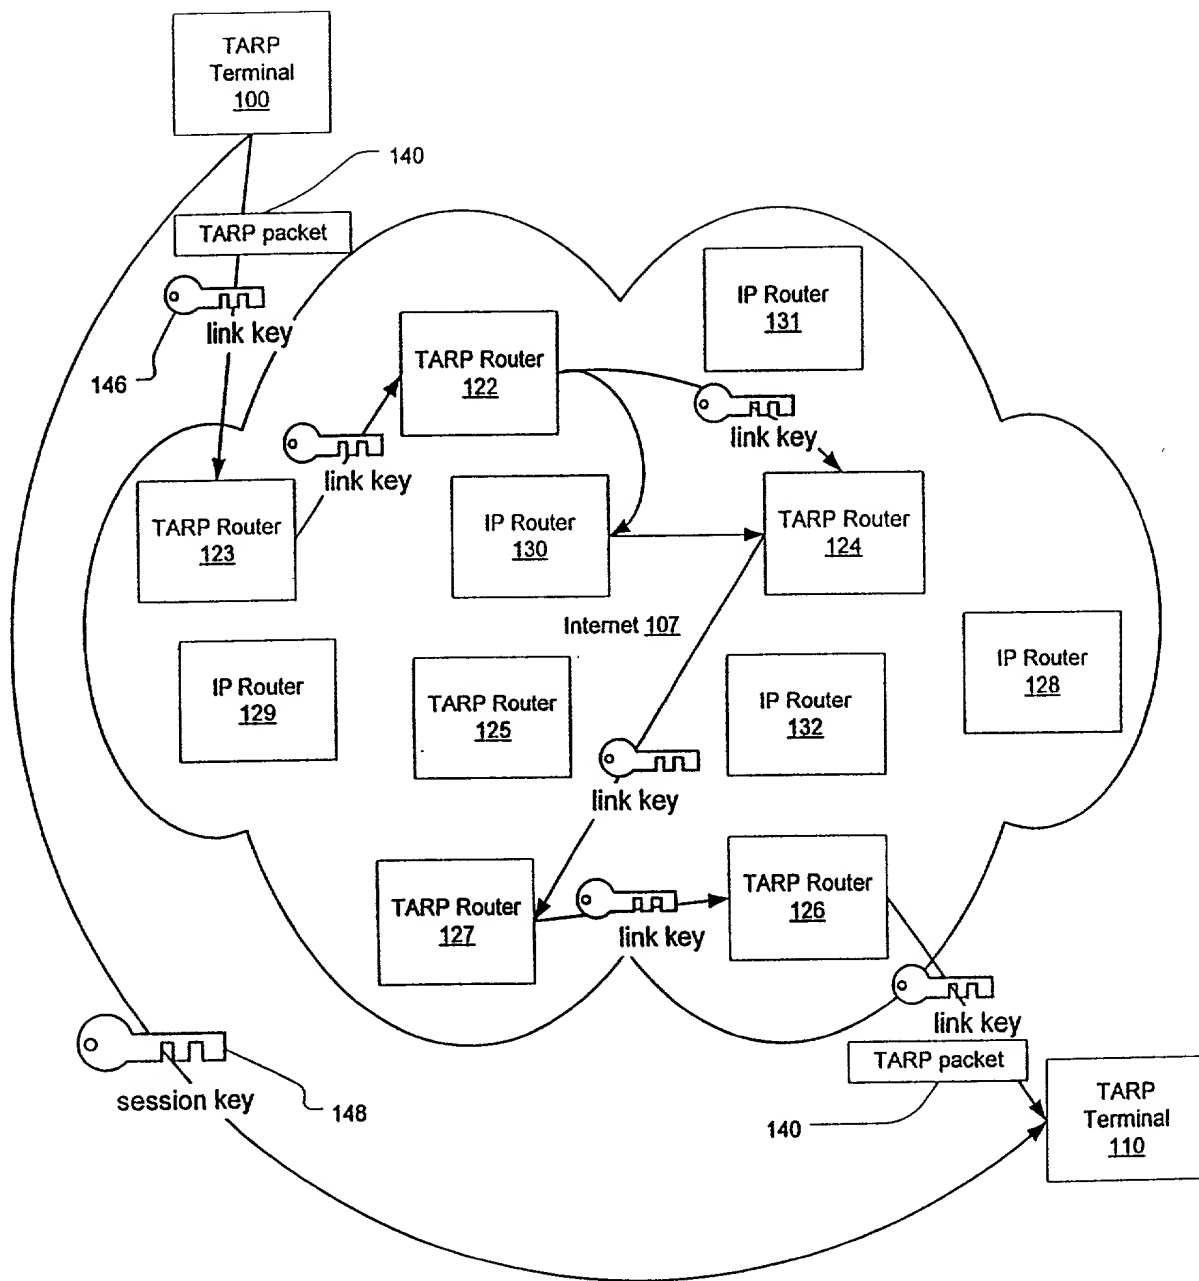 TARP
Terminal
100
140
TARP packet
link key
146
IP Router
131
TARP Router
122
link key
link key
TARP Router
123
IP Router
130
TARP Router
124
Internet 107
IP Router
129
TARP Router
125
IP Router
132
IP Router
128
link key
TARP Router
127
link key
TARP Router
126
link key
TARP packet
session key
148
140
TARP
Terminal
110